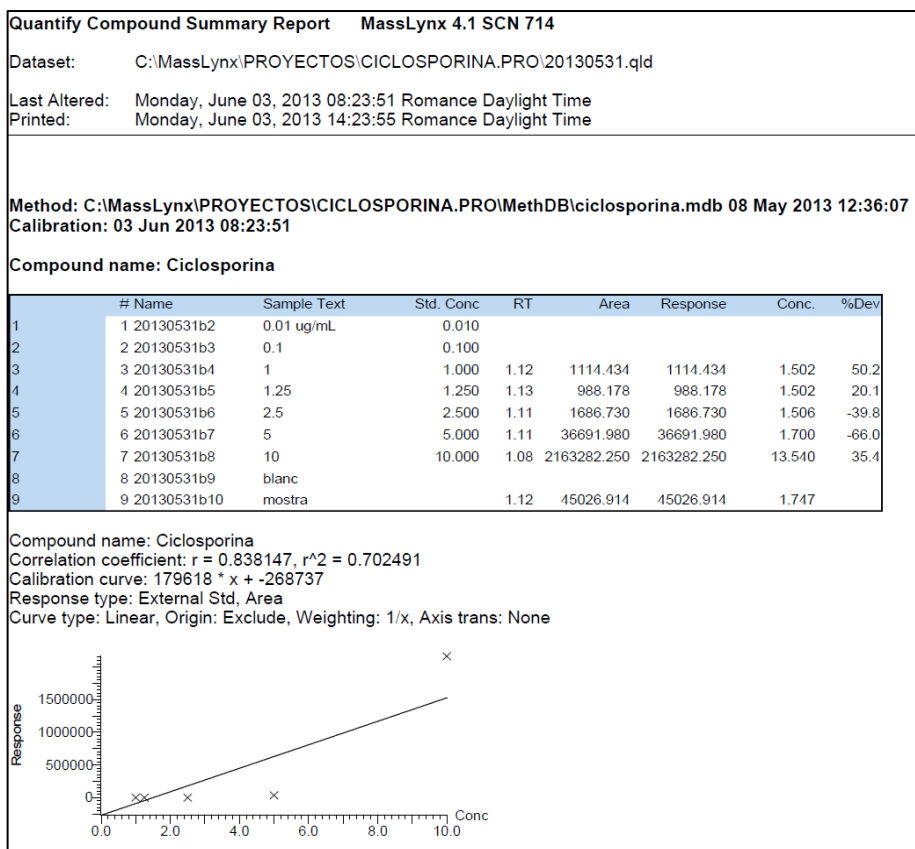 Quantify Compound Summary Report MassLynx 4.1 SCN 714
Dataset: C:\MassLynx\PROYECTOS\CICLOSPORINA.PRO\20130531.qld
Last Altered: Monday, June 03, 2013 08:23:51 Romance Daylight Time
Printed: Monday, June 03, 2013 14:23:55 Romance Daylight Time
Method: C:\MassLynx\PROYECTOS\CICLOSPORINA.PRO\MethDB\ciclosporina.mdb 08 May 2013 12:36:07
Calibration: 03 Jun 2013 08:23:51
Compound name: Ciclosporina
# Name Sample Text Std. Conc RT Area Response Conc. %Dev
1 1 20130531b2 0.01 ug/mL 0.010
2 2 20130531b3 0.1 0.100
3 3 20130531b4 1 1.000 1.12 1114.434 1114.434 1.502 50.2
4 4 20130531b5 1.25 1.250 1.13 988.178 988.178 1.502 20.1
5 5 20130531b6 2.5 2.500 1.11 1686.730 1686.730 1.506 -39.8
6 6 20130531b7 5 5.000 1.11 36691.980 36691.980 1.700 -66.0
7 7 20130531b8 10 10.000 1.08 2163282.250 2163282.250 13.540 35.4
8 8 20130531b9 blanc
9 9 20130531b10 mostra 1.12 45026.914 45026.914 1.747
Compound name: Ciclosporina
Correlation coefficient: r = 0.838147, r^2 = 0.702491
Calibration curve: 179618 * x + -268737
Response type: External Std, Area
Curve type: Linear, Origin: Exclude, Weighting: 1/x, Axis trans: None
Response
1500000
1000000
500000
0
Conc
0.0 2.0 4.0 6.0 8.0 10.0